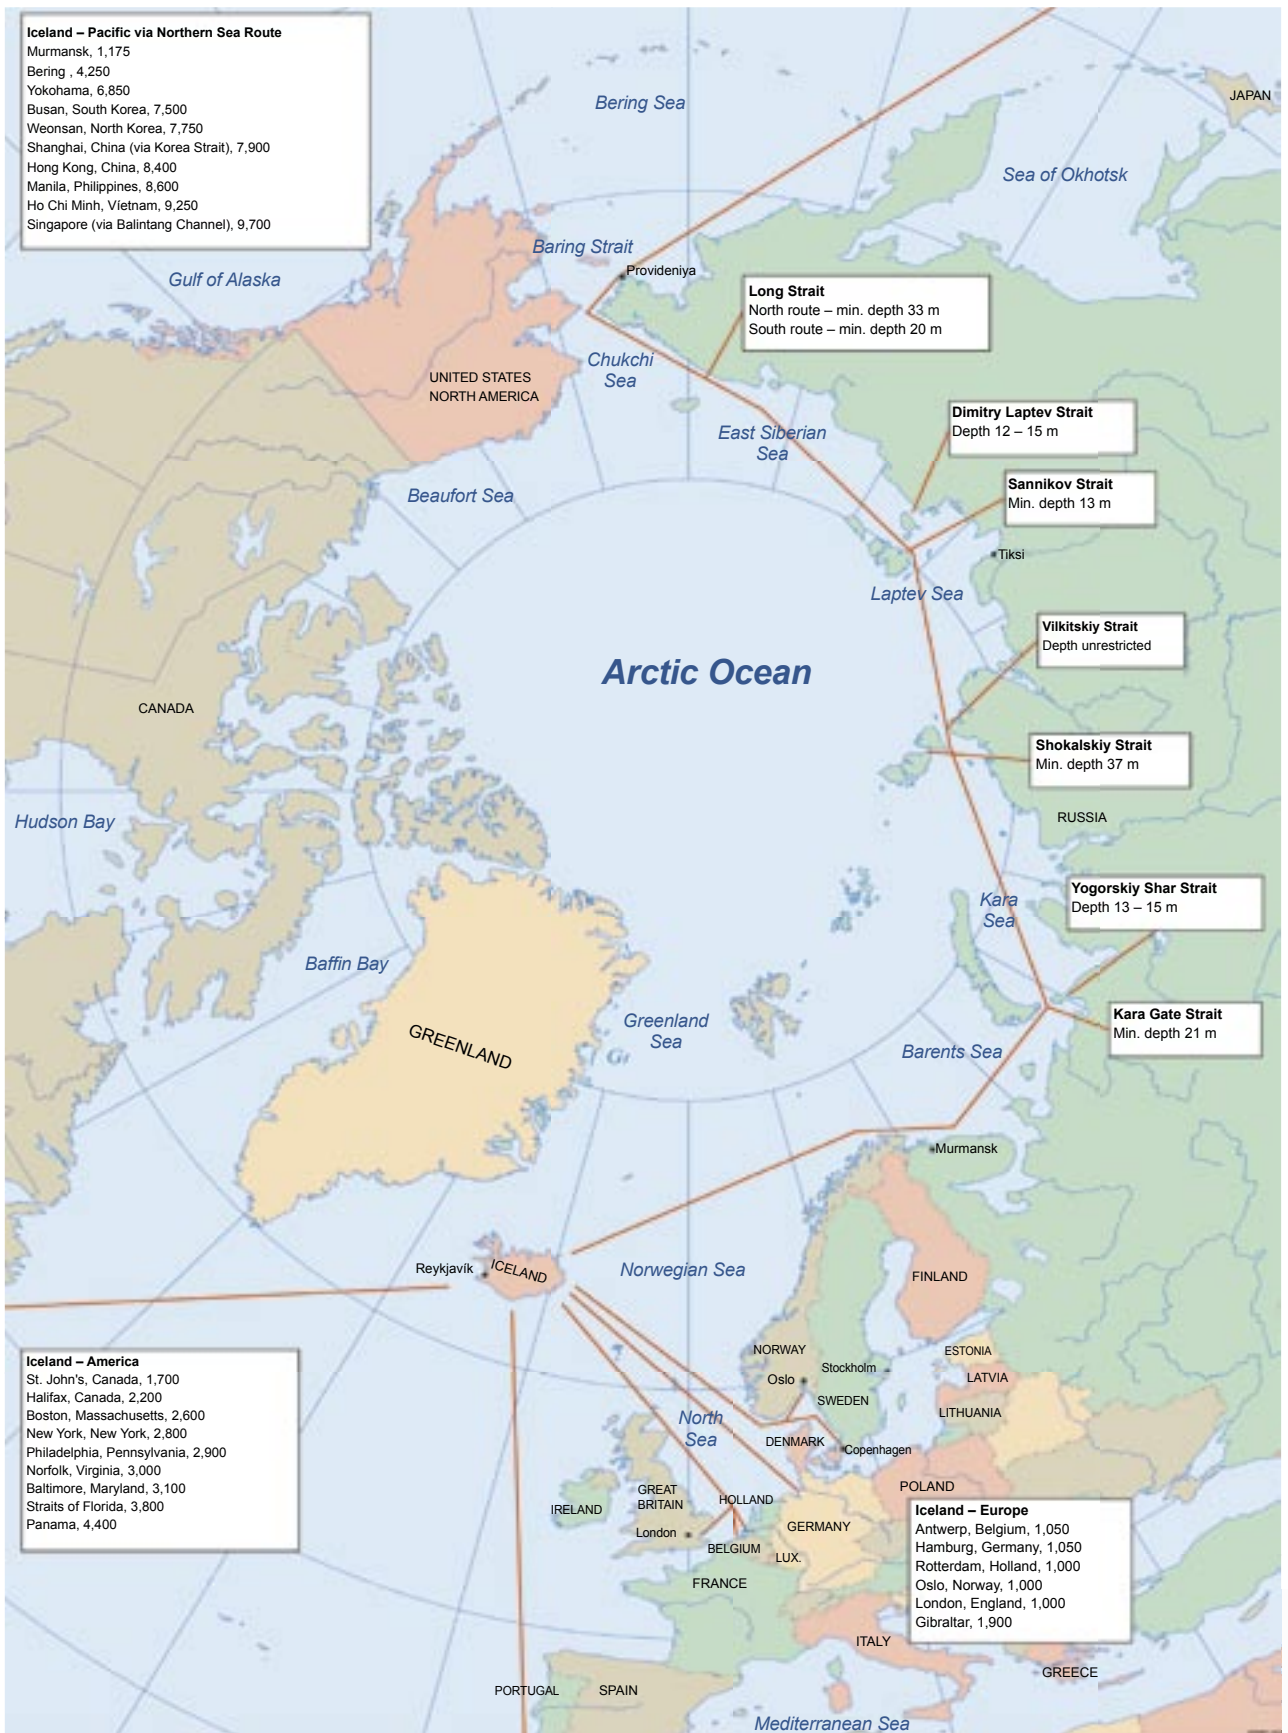 Iceland – Pacific via Northern Sea Route
Murmansk, 1,175
Bering , 4,250
Yokohama, 6,850
Busan, South Korea, 7,500
Weonsan, North Korea, 7,750
Shanghai, China (via Korea Strait), 7,900
Hong Kong, China, 8,400
Manila, Philippines, 8,600
Ho Chi Minh, Víetnam, 9,250
Singapore (via Balintang Channel), 9,700
Bering Sea
JAPAN
Sea of Okhotsk
Baring Strait
Provideniya
Gulf of Alaska
Long Strait
North route – min. depth 33 m
South route – min. depth 20 m
Chukchi
Sea
UNITED STATES
NORTH AMERICA
Dimitry Laptev Strait
Depth 12 – 15 m
East Siberian
Sea
Sannikov Strait
Min. depth 13 m
Beaufort Sea
Tiksi
Laptev Sea
Vilkitskiy Strait
Depth unrestricted
Arctic Ocean
CANADA
Shokalskiy Strait
Min. depth 37 m
Hudson Bay
RUSSIA
Yogorskiy Shar Strait
Depth 13 – 15 m
Kara
Sea
Baffin Bay
Kara Gate Strait
Min. depth 21 m
Greenland
Sea
GREENLAND
Gr
Barents Sea
Murmansk
Reykjavík
ICELAND
Norwegian Sea
FINLAND
Iceland – America
St. John's, Canada, 1,700
Halifax, Canada, 2,200
Boston, Massachusetts, 2,600
New York, New York, 2,800
Philadelphia, Pennsylvania, 2,900
Norfolk, Virginia, 3,000
Baltimore, Maryland, 3,100
Straits of Florida, 3,800
Panama, 4,400
NORWAY
Oslo
Stockholm
SWEDEN
ESTONIA
LATVIA
LITHUANIA
North
Sea
DENMARK
Copenhagen
POLAND
IRELAND
GREAT
BRITAIN
London
HOLLAND
GERMANY
BELGIUM
LUX.
FRANCE
Iceland – Europe
Antwerp, Belgium, 1,050
Hamburg, Germany, 1,050
Rotterdam, Holland, 1,000
Oslo, Norway, 1,000
London, England, 1,000
Gibraltar, 1,900
ITALY
GREECE
PORTUGAL
SPAIN
Mediterranean Sea